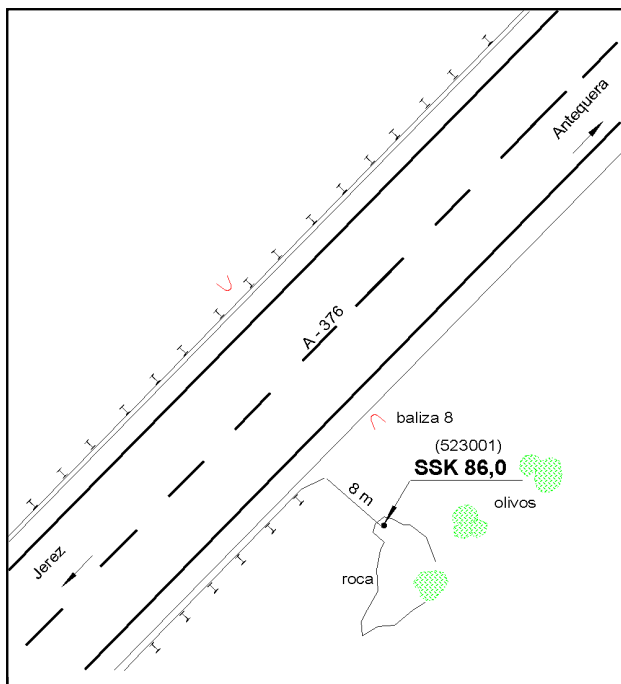 Antequera
A - 376
baliza 8
(523001)
SSK 86,0
8 m
olivos
Jerez
roca